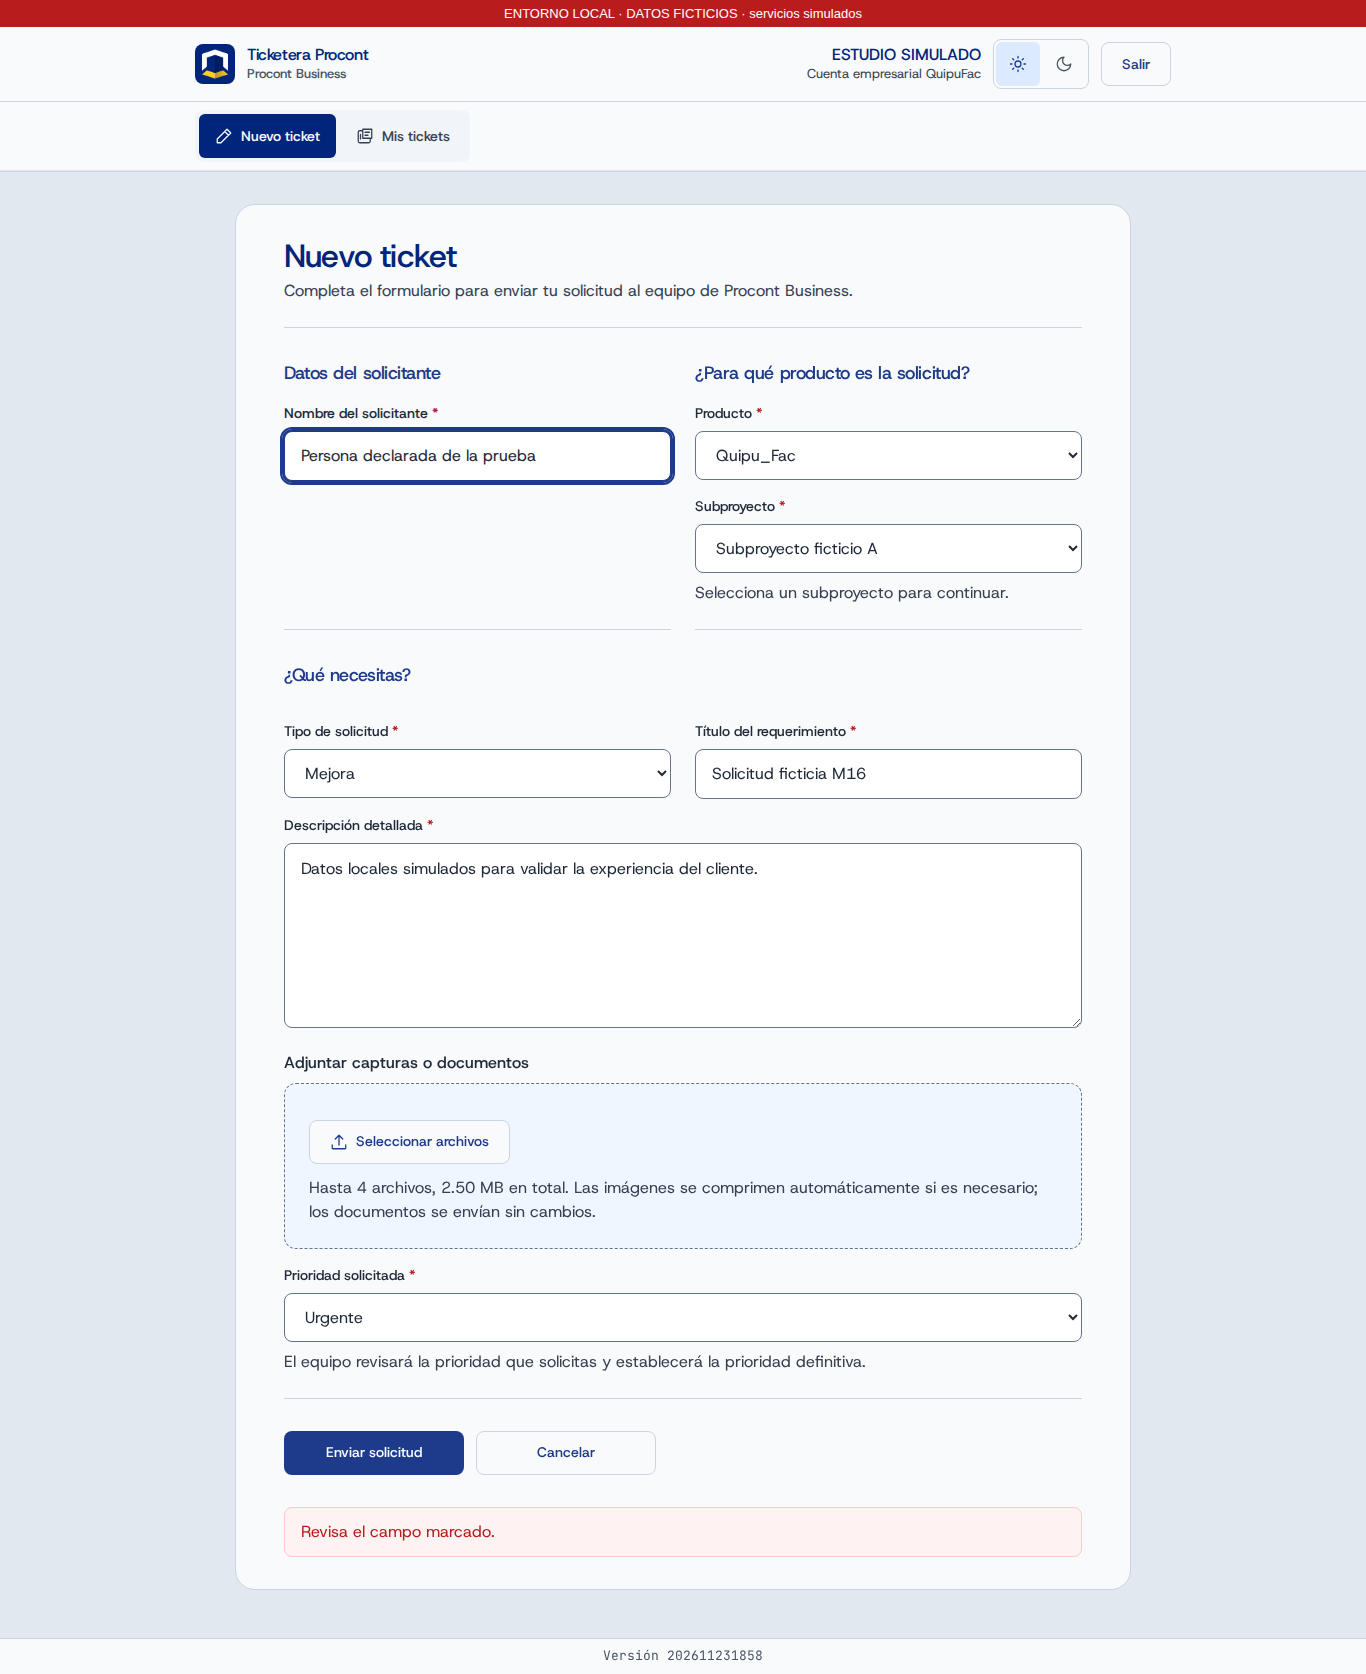 ENTORNO LOCAL · DATOS FICTICIOS · servicios simulados
Ticketera Procont
Procont Business
ESTUDIO SIMULADO
Cuenta empresarial QuipuFac
Salir
Nuevo ticket
Mis tickets
Nuevo ticket
Completa el formulario para enviar tu solicitud al equipo de Procont Business.
Datos del solicitante
Nombre del solicitante *
Persona declarada de la prueba
¿Para qué producto es la solicitud?
Producto *
Quipu_Fac
Subproyecto *
Subproyecto ficticio A
Selecciona un subproyecto para continuar.
¿Qué necesitas?
Tipo de solicitud *
Mejora
Título del requerimiento *
Solicitud ficticia M16
Descripción detallada *
Datos locales simulados para validar la experiencia del cliente.
Adjuntar capturas o documentos
Seleccionar archivos
Hasta 4 archivos, 2.50 MB en total. Las imágenes se comprimen automáticamente si es necesario;
los documentos se envían sin cambios.
Prioridad solicitada *
Urgente
El equipo revisará la prioridad que solicitas y establecerá la prioridad definitiva.
Enviar solicitud
Cancelar
Revisa el campo marcado.
Versión 202611231858